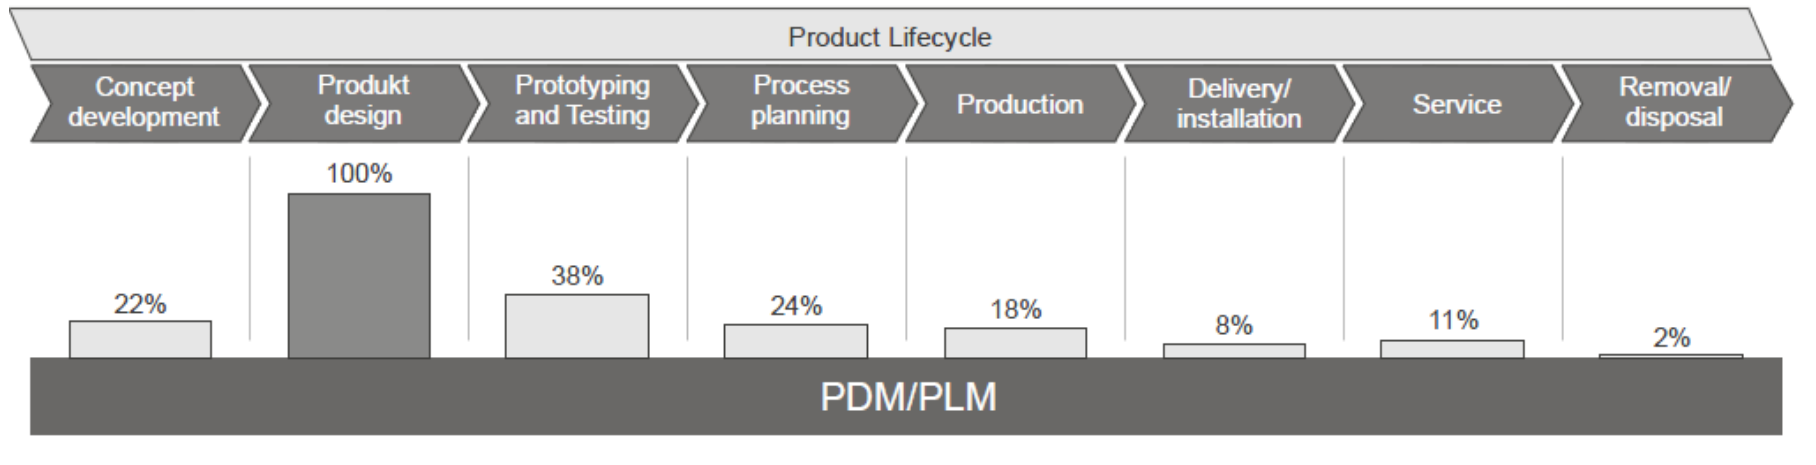 Product Lifecycle
Concept
development
Produkt
design
Prototyping
and Testing
Process
planning
Production
Delivery/
installation
Service
Removal/
disposal
22%
100%
38%
24%
18%
8%
11%
2%
PDM/PLM